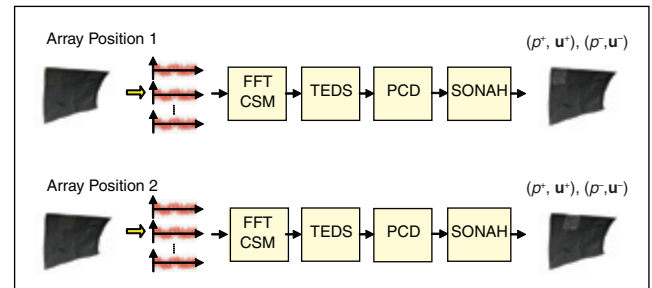 Array Position 1
(p⁺, u⁺), (p⁻,u⁻)
FFT
CSM
TEDS
PCD
SONAH
Array Position 2
(p⁺, u⁺), (p⁻,u⁻)
FFT
CSM
TEDS
PCD
SONAH